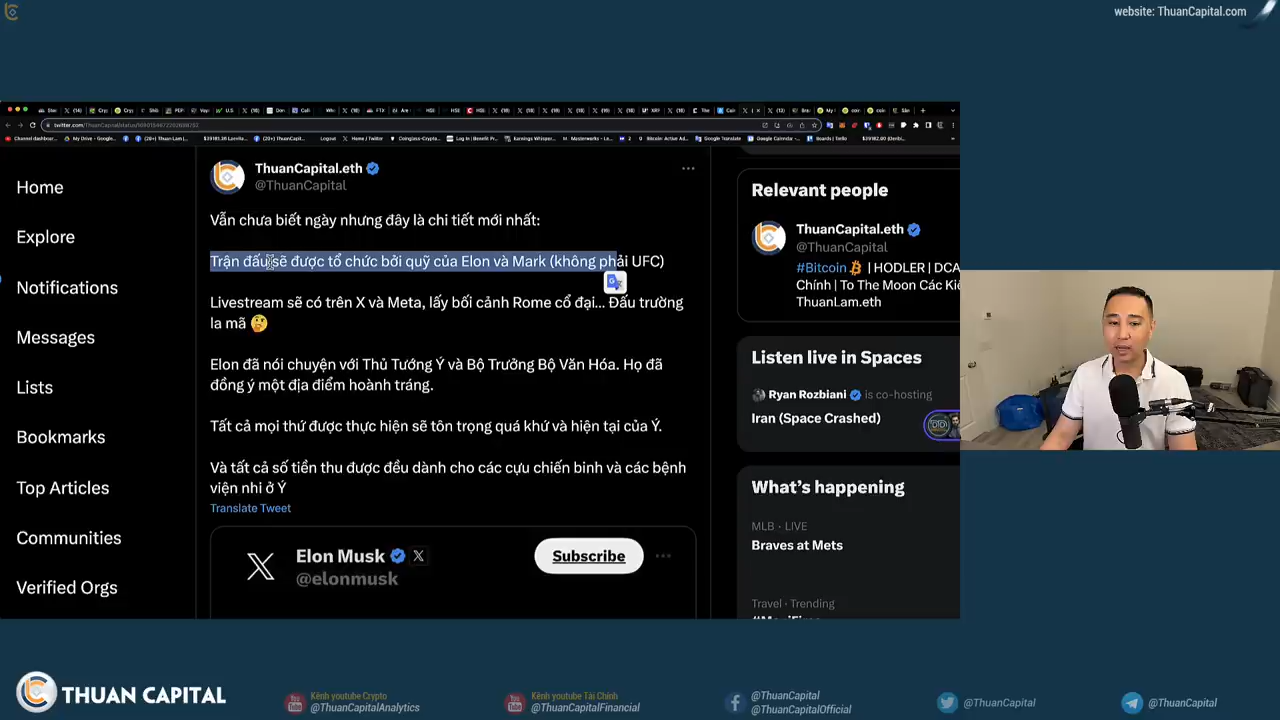 website: ThuanCapital.com
Home
Explore
Notifications
Messages
Lists
Bookmarks
Top Articles
Communities
Verified Orgs
ThuanCapital.eth
@ThuanCapital
Vẫn chưa biết ngày nhưng đây là chi tiết mới nhất:
Trận đấu sẽ được tổ chức bởi quỹ của Elon và Mark (không phải UFC)
Livestream sẽ có trên X và Meta, lấy bối cảnh Rome cổ đại... Đấu trường
la mã 🤔
Elon đã nói chuyện với Thủ Tướng Ý và Bộ Trưởng Bộ Văn Hóa. Họ đã
đồng ý một địa điểm hoành tráng.
Tất cả mọi thứ được thực hiện sẽ tôn trọng quá khứ và hiện tại của Ý.
Và tất cả số tiền thu được đều dành cho các cựu chiến binh và các bệnh
viện nhi ở Ý
Translate Tweet
Elon Musk
@elonmusk
Subscribe
Relevant people
ThuanCapital.eth
@ThuanCapital
#Bitcoin | HODLER | DCA
Chính | To The Moon Các Kiê
ThuanLam.eth
Listen live in Spaces
Ryan Rozbiani is co-hosting
Iran (Space Crashed)
What's happening
MLB · LIVE
Braves at Mets
Travel · Trending
THUAN CAPITAL
Kênh youtube Crypto
@ThuanCapitalAnalytics
Kênh youtube Tài Chính
@ThuanCapitalFinancial
@ThuanCapital
@ThuanCapitalOfficial
@ThuanCapital
@ThuanCapital